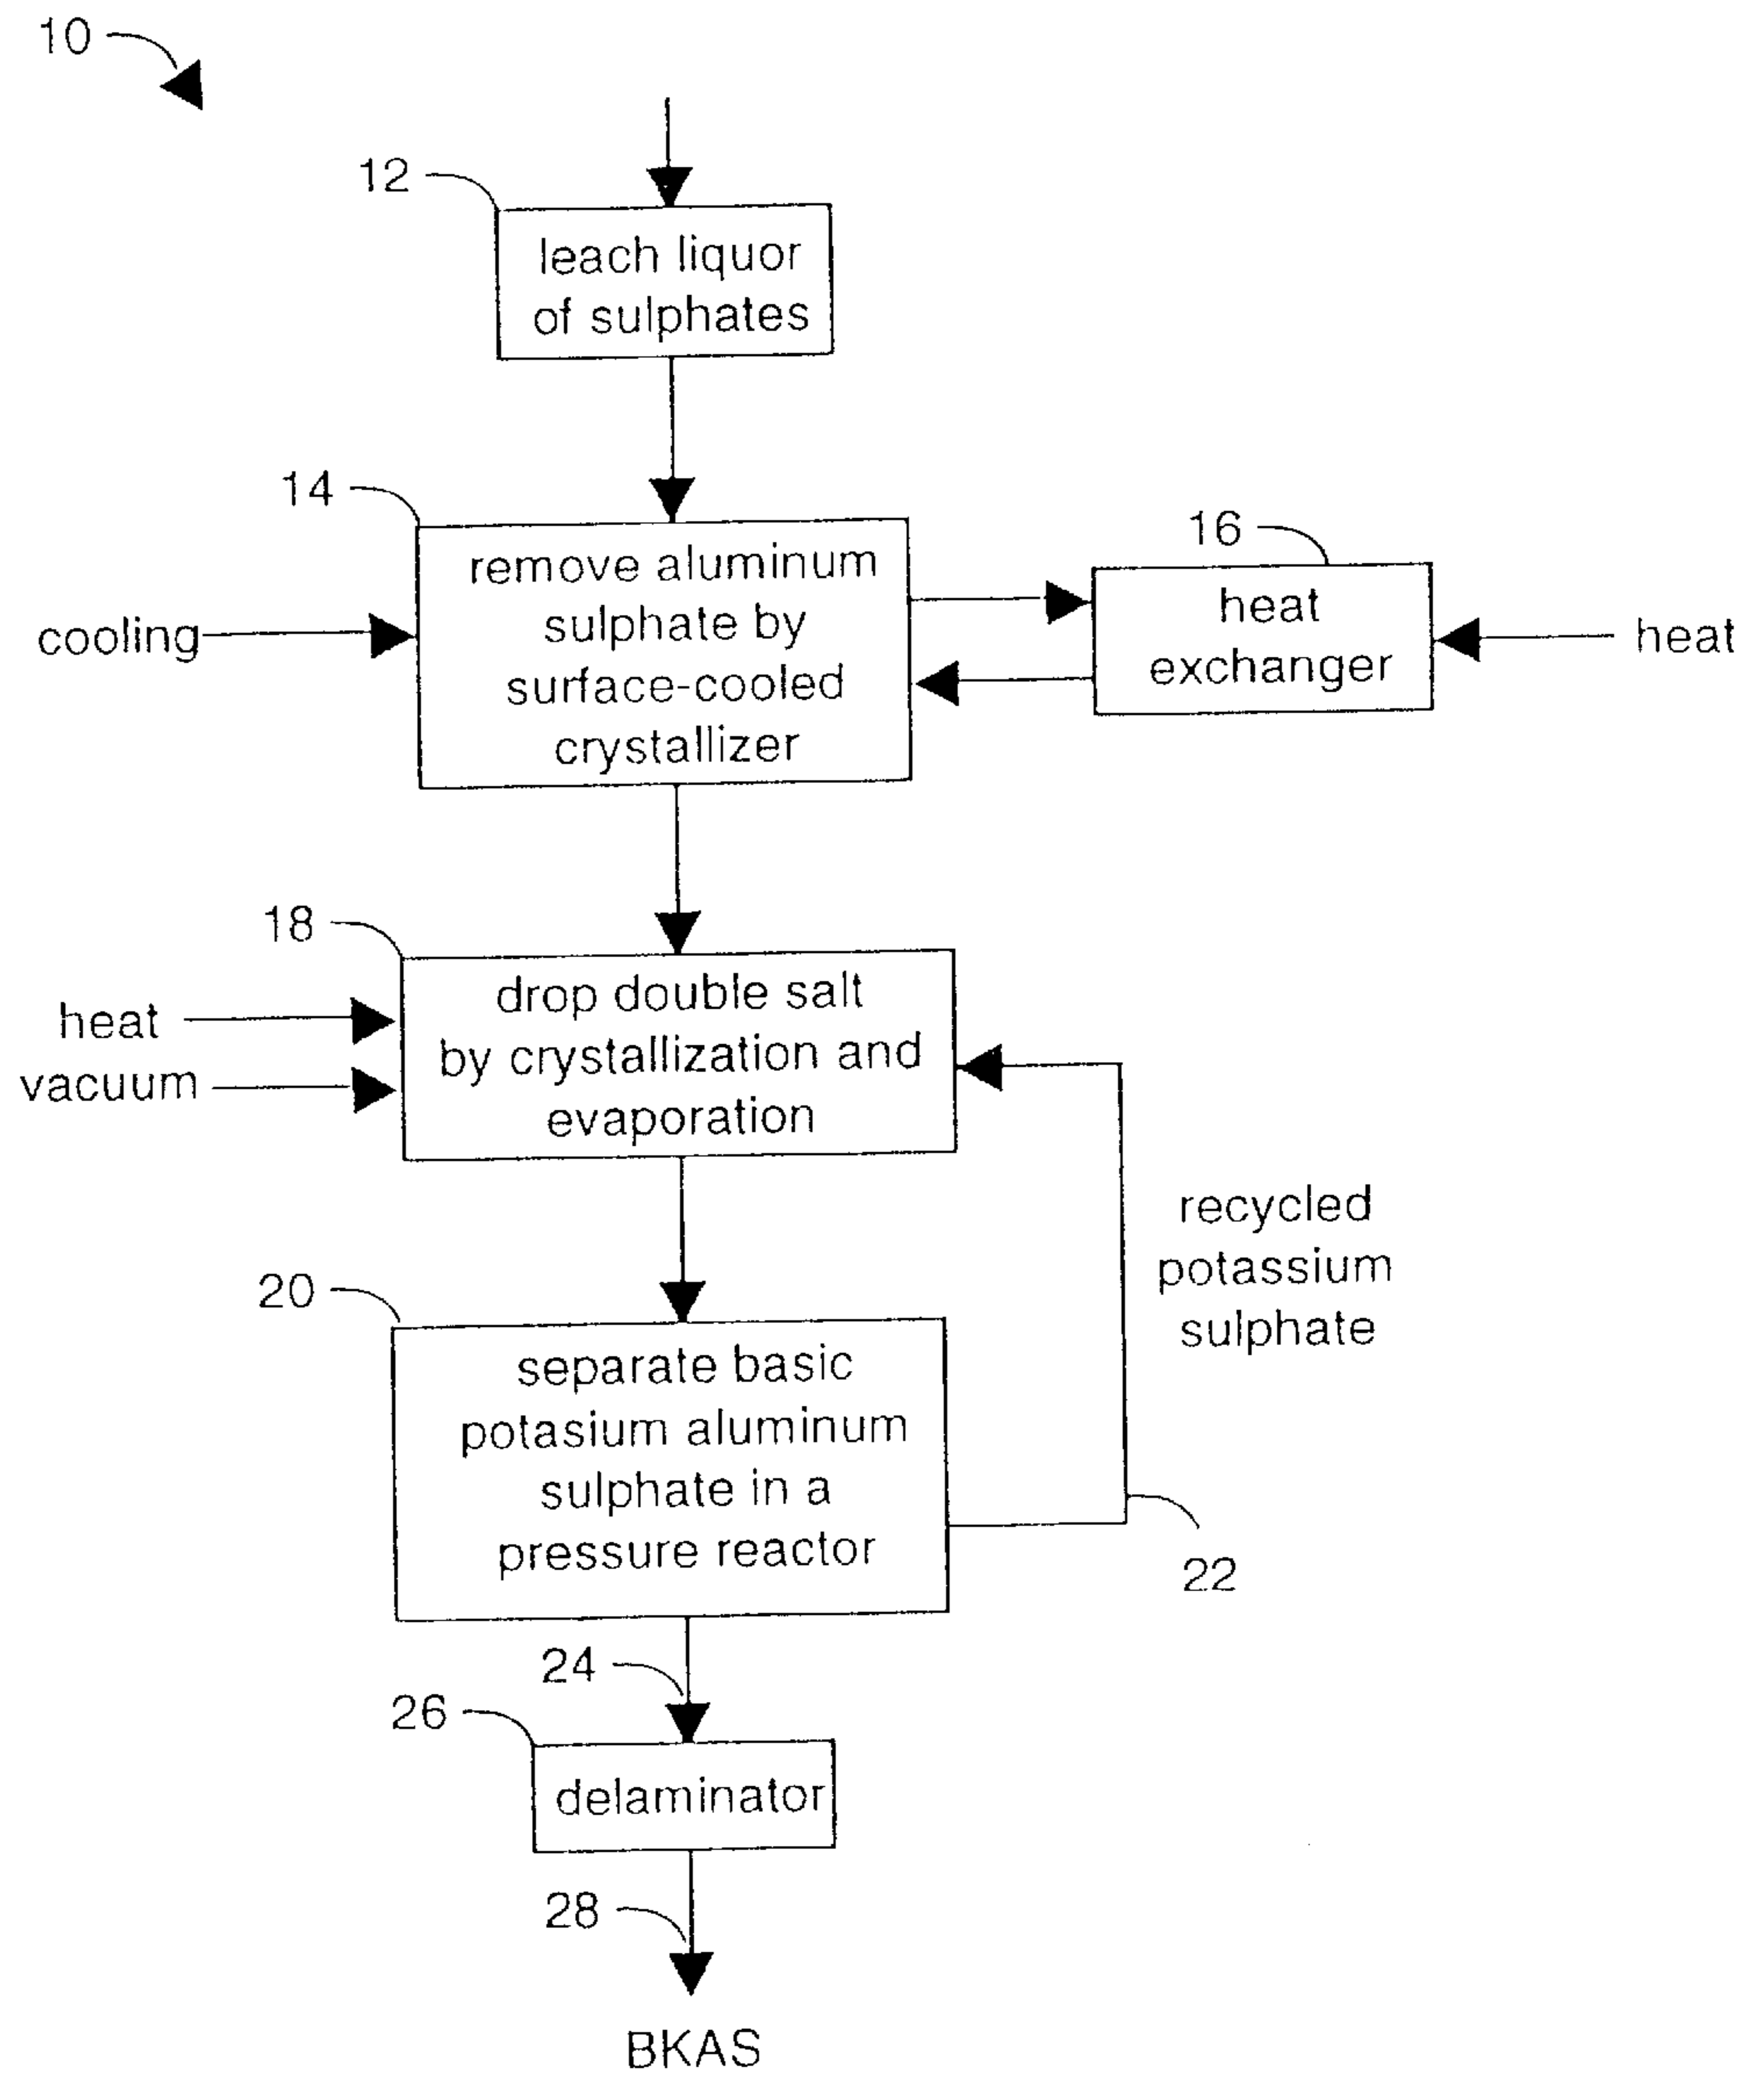 10
12
leach liquor
of sulphates
14
remove aluminum
sulphate by
surface-cooled
crystallizer
cooling
16
heat
exchanger
heat
18
drop double salt
by crystallization and
evaporation
heat
vacuum
recycled
potassium
sulphate
20
separate basic
potasium aluminum
sulphate in a
pressure reactor
22
24
26
delaminator
28
BKAS